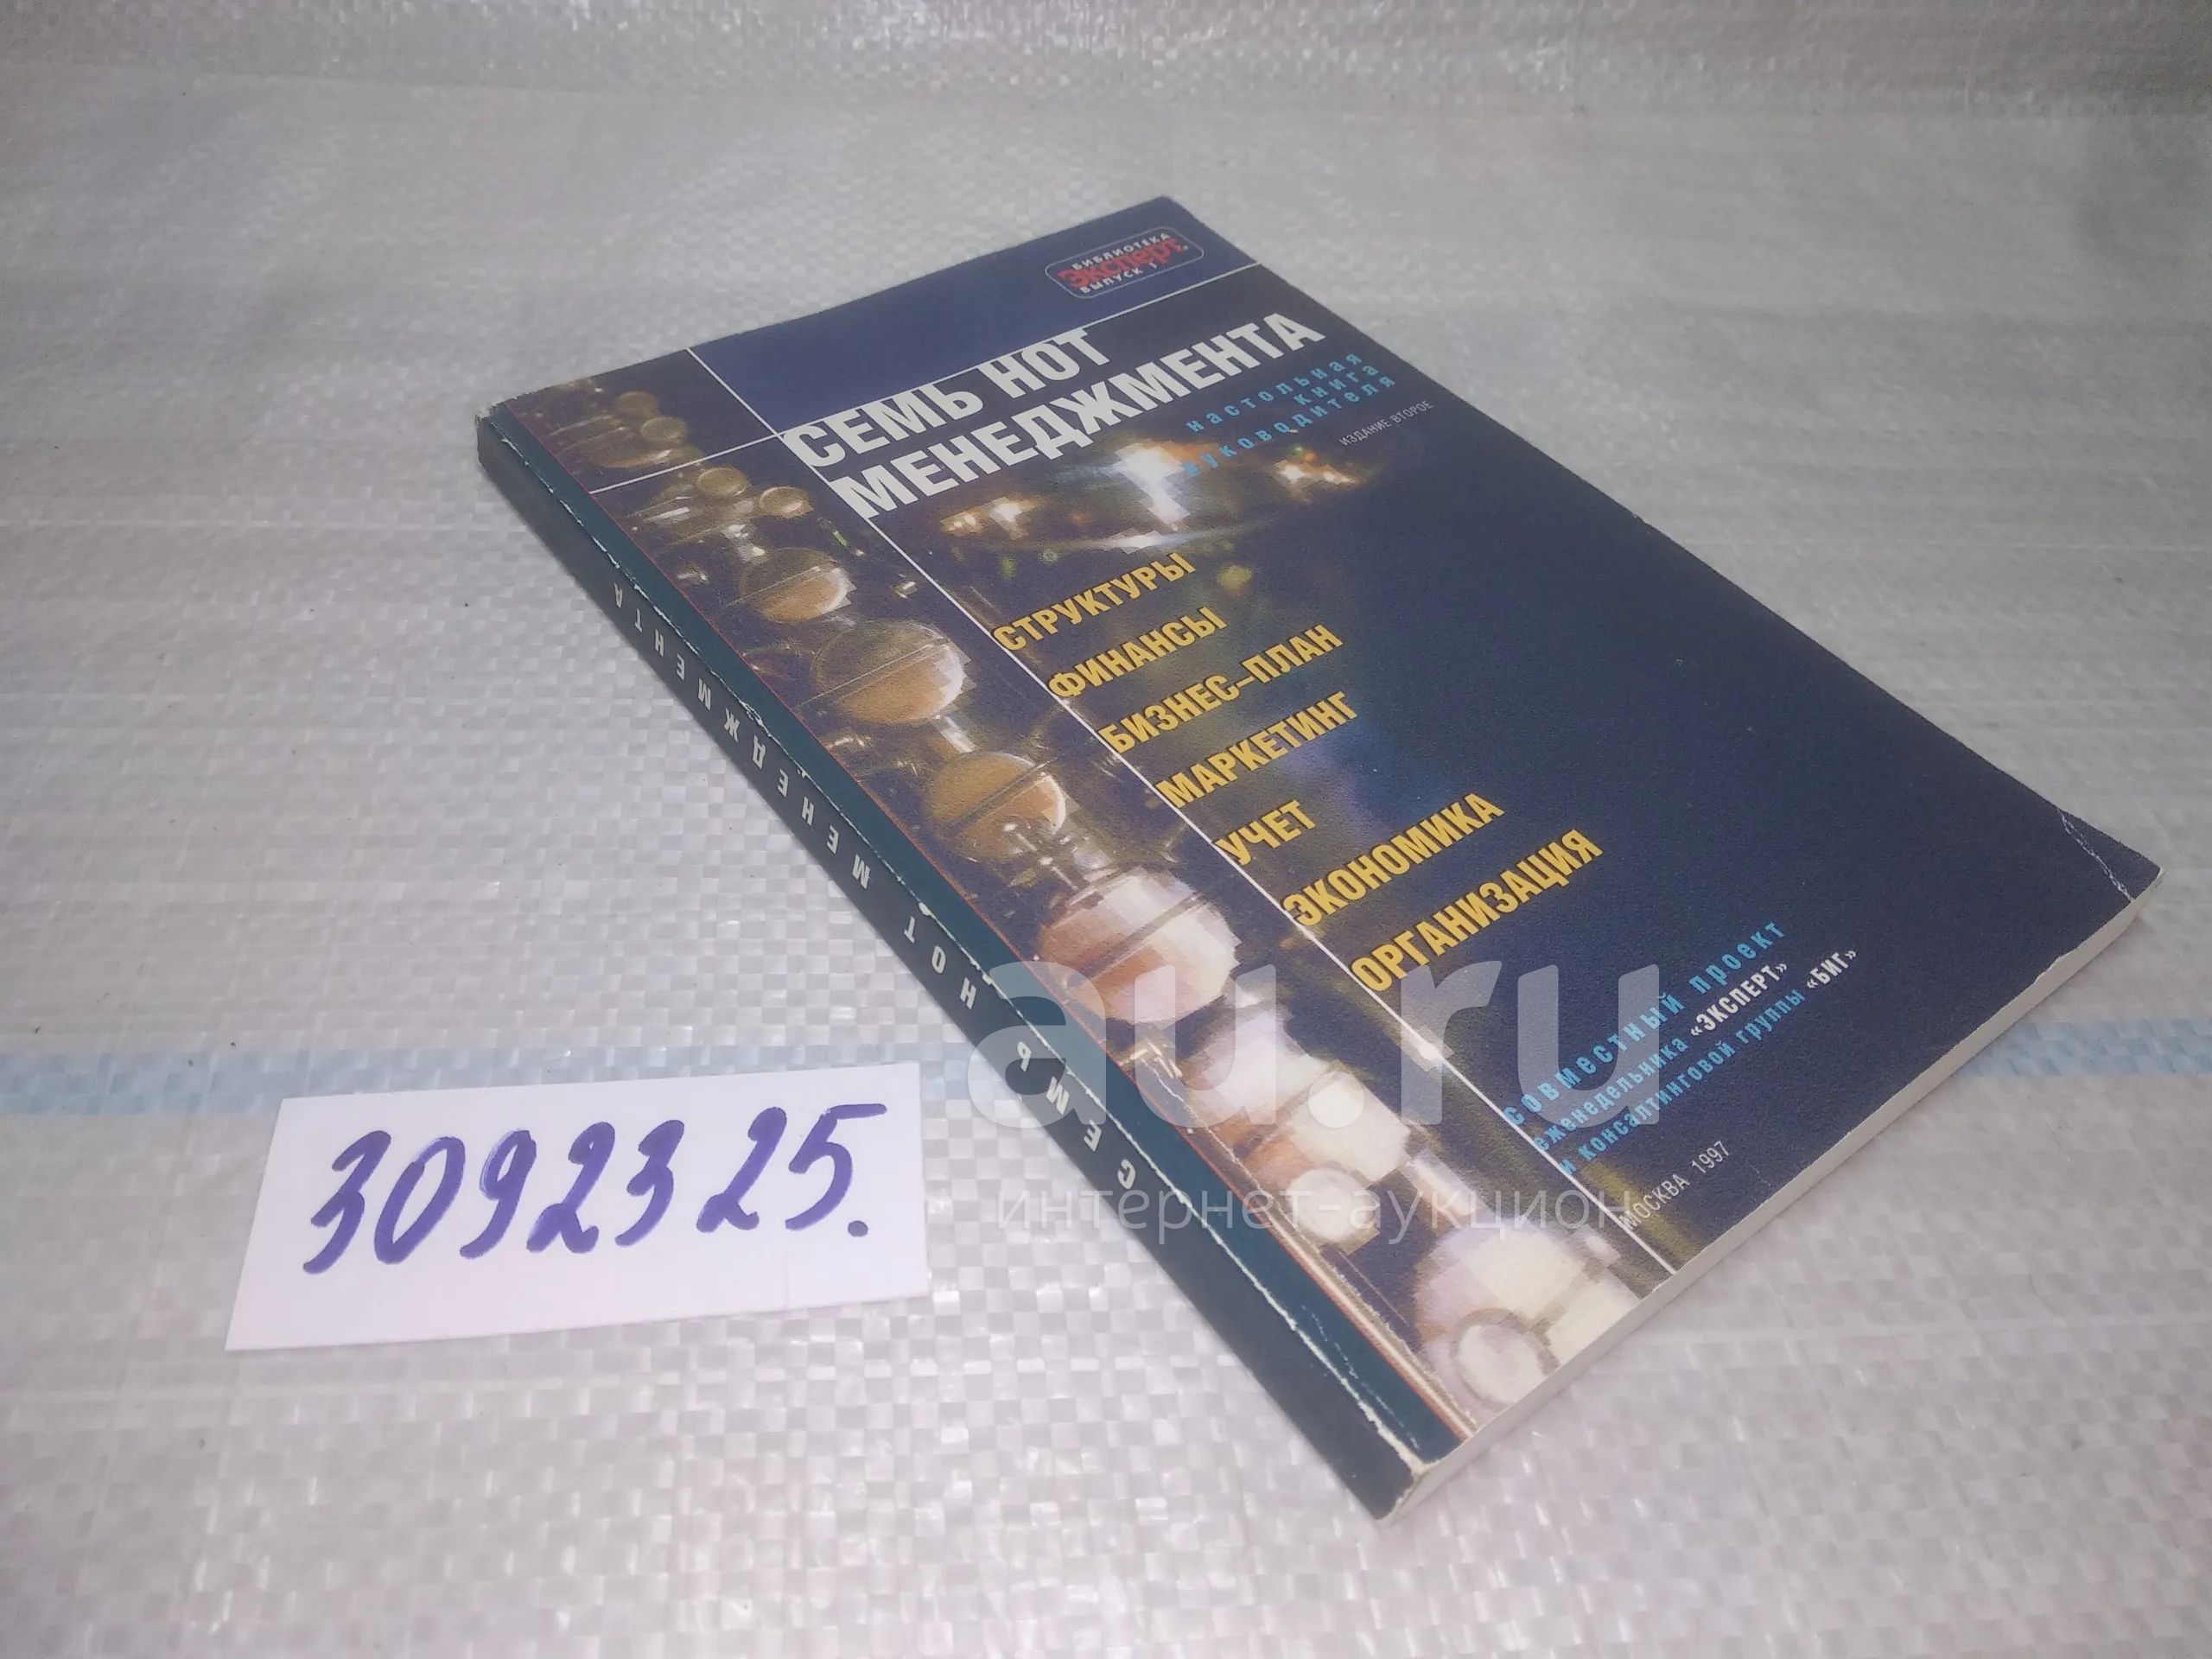 БИБЛИОТЕКА
Эксперт
ВЫПУСК 1
СЕМЬ НОТ
МЕНЕДЖМЕНТА
настольная
книга
руководителя
ИЗДАНИЕ ВТОРОЕ
СТРУКТУРЫ
ФИНАНСЫ
БИЗНЕС–ПЛАН
МАРКЕТИНГ
УЧЕТ
ЭКОНОМИКА
ОРГАНИЗАЦИЯ
совместный проект
еженедельника «ЭКСПЕРТ»
и консалтинговой группы «БИГ»
МОСКВА 1997
СЕМЬ НОТ МЕНЕДЖМЕНТА
3092325.
au.ru
интернет-аукцион